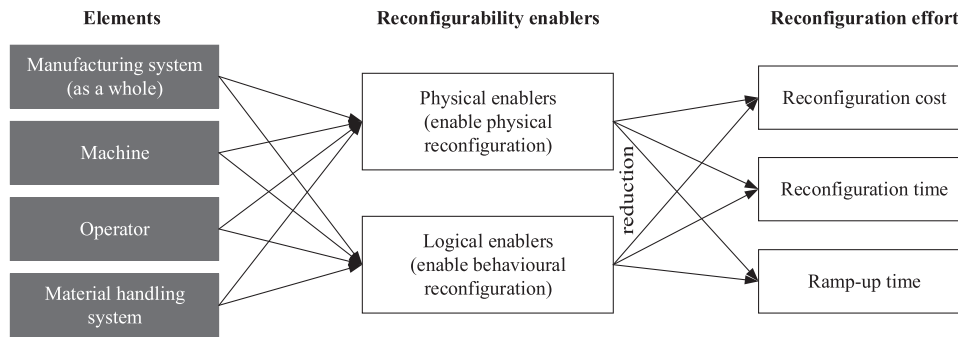 Elements
Reconfigurability enablers
Reconfiguration effort
Manufacturing system
(as a whole)
Machine
Operator
Material handling
system
Physical enablers
(enable physical
reconfiguration)
Logical enablers
(enable behavioural
reconfiguration)
reduction
Reconfiguration cost
Reconfiguration time
Ramp-up time